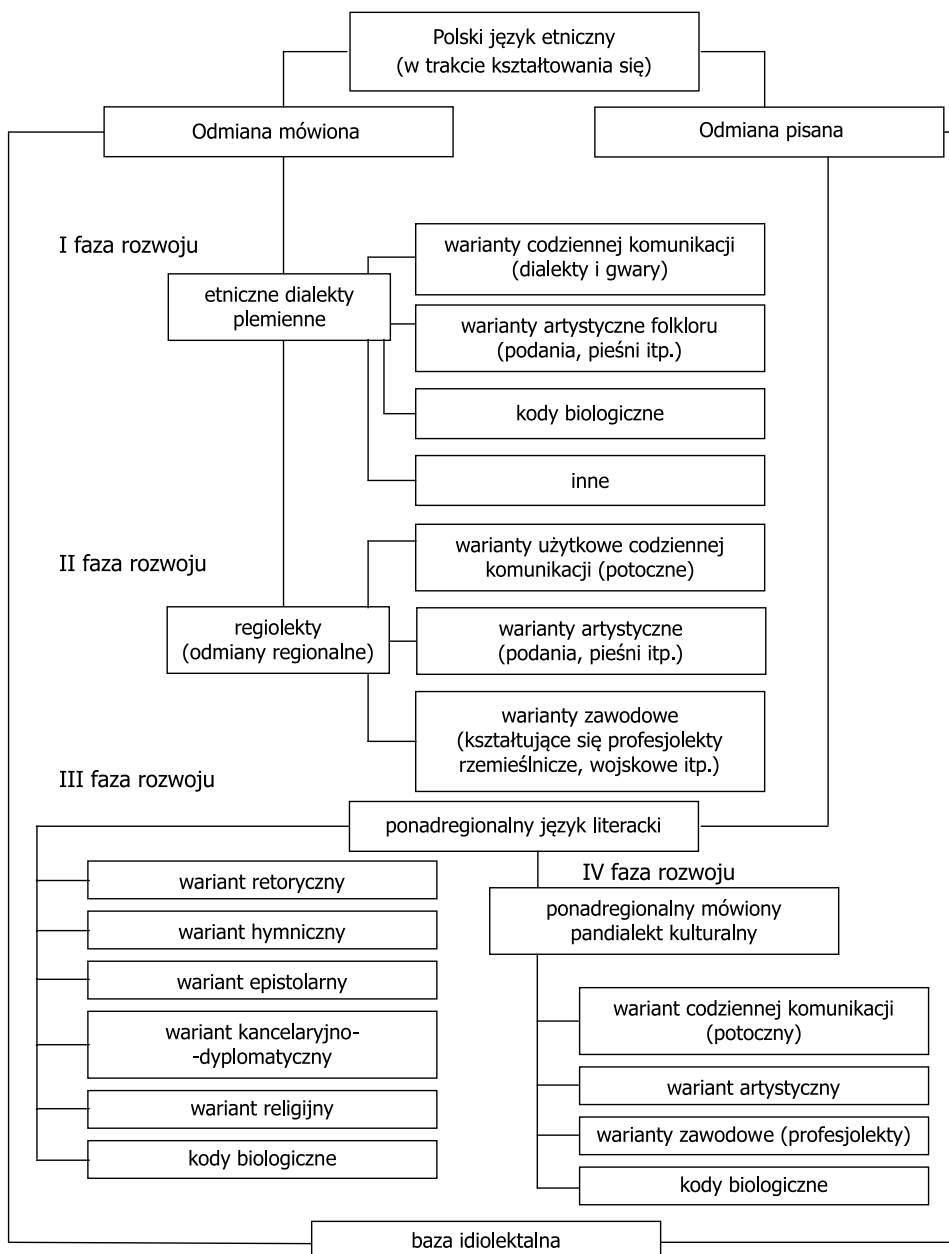 Polski język etniczny
(w trakcie kształtowania się)
Odmiana mówiona
Odmiana pisana
I faza rozwoju
etniczne dialekty
plemienne
warianty codziennej komunikacji
(dialekty i gwary)
warianty artystyczne folkloru
(podania, pieśni itp.)
kody biologiczne
inne
II faza rozwoju
regiolekty
(odmiany regionalne)
warianty użytkowe codziennej
komunikacji (potoczne)
warianty artystyczne
(podania, pieśni itp.)
warianty zawodowe
(kształtujące się profesjolekty
rzemieślnicze, wojskowe itp.)
III faza rozwoju
ponadregionalny język literacki
wariant retoryczny
wariant hymniczny
wariant epistolarny
wariant kancelaryjno-
-dyplomatyczny
wariant religijny
kody biologiczne
IV faza rozwoju
ponadregionalny mówiony
pandialekt kulturalny
wariant codziennej komunikacji
(potoczny)
wariant artystyczny
warianty zawodowe (profesjolekty)
kody biologiczne
baza idiolektalna